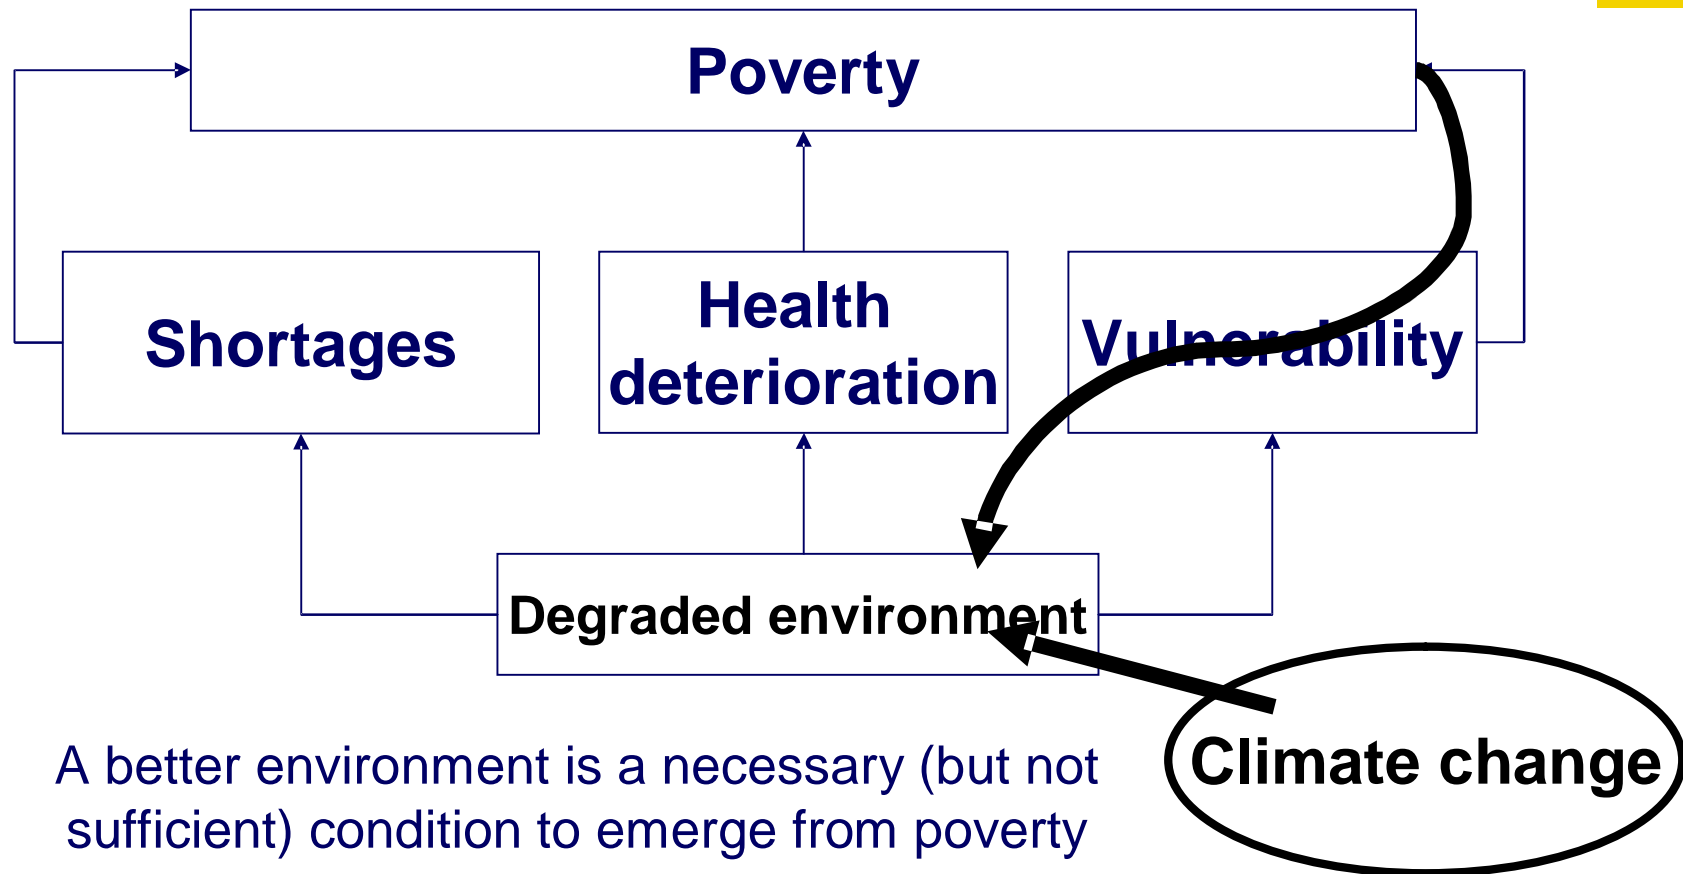 Poverty
Shortages
Health
deterioration
Vulnerability
Degraded environment
Climate change
A better environment is a necessary (but not
sufficient) condition to emerge from poverty